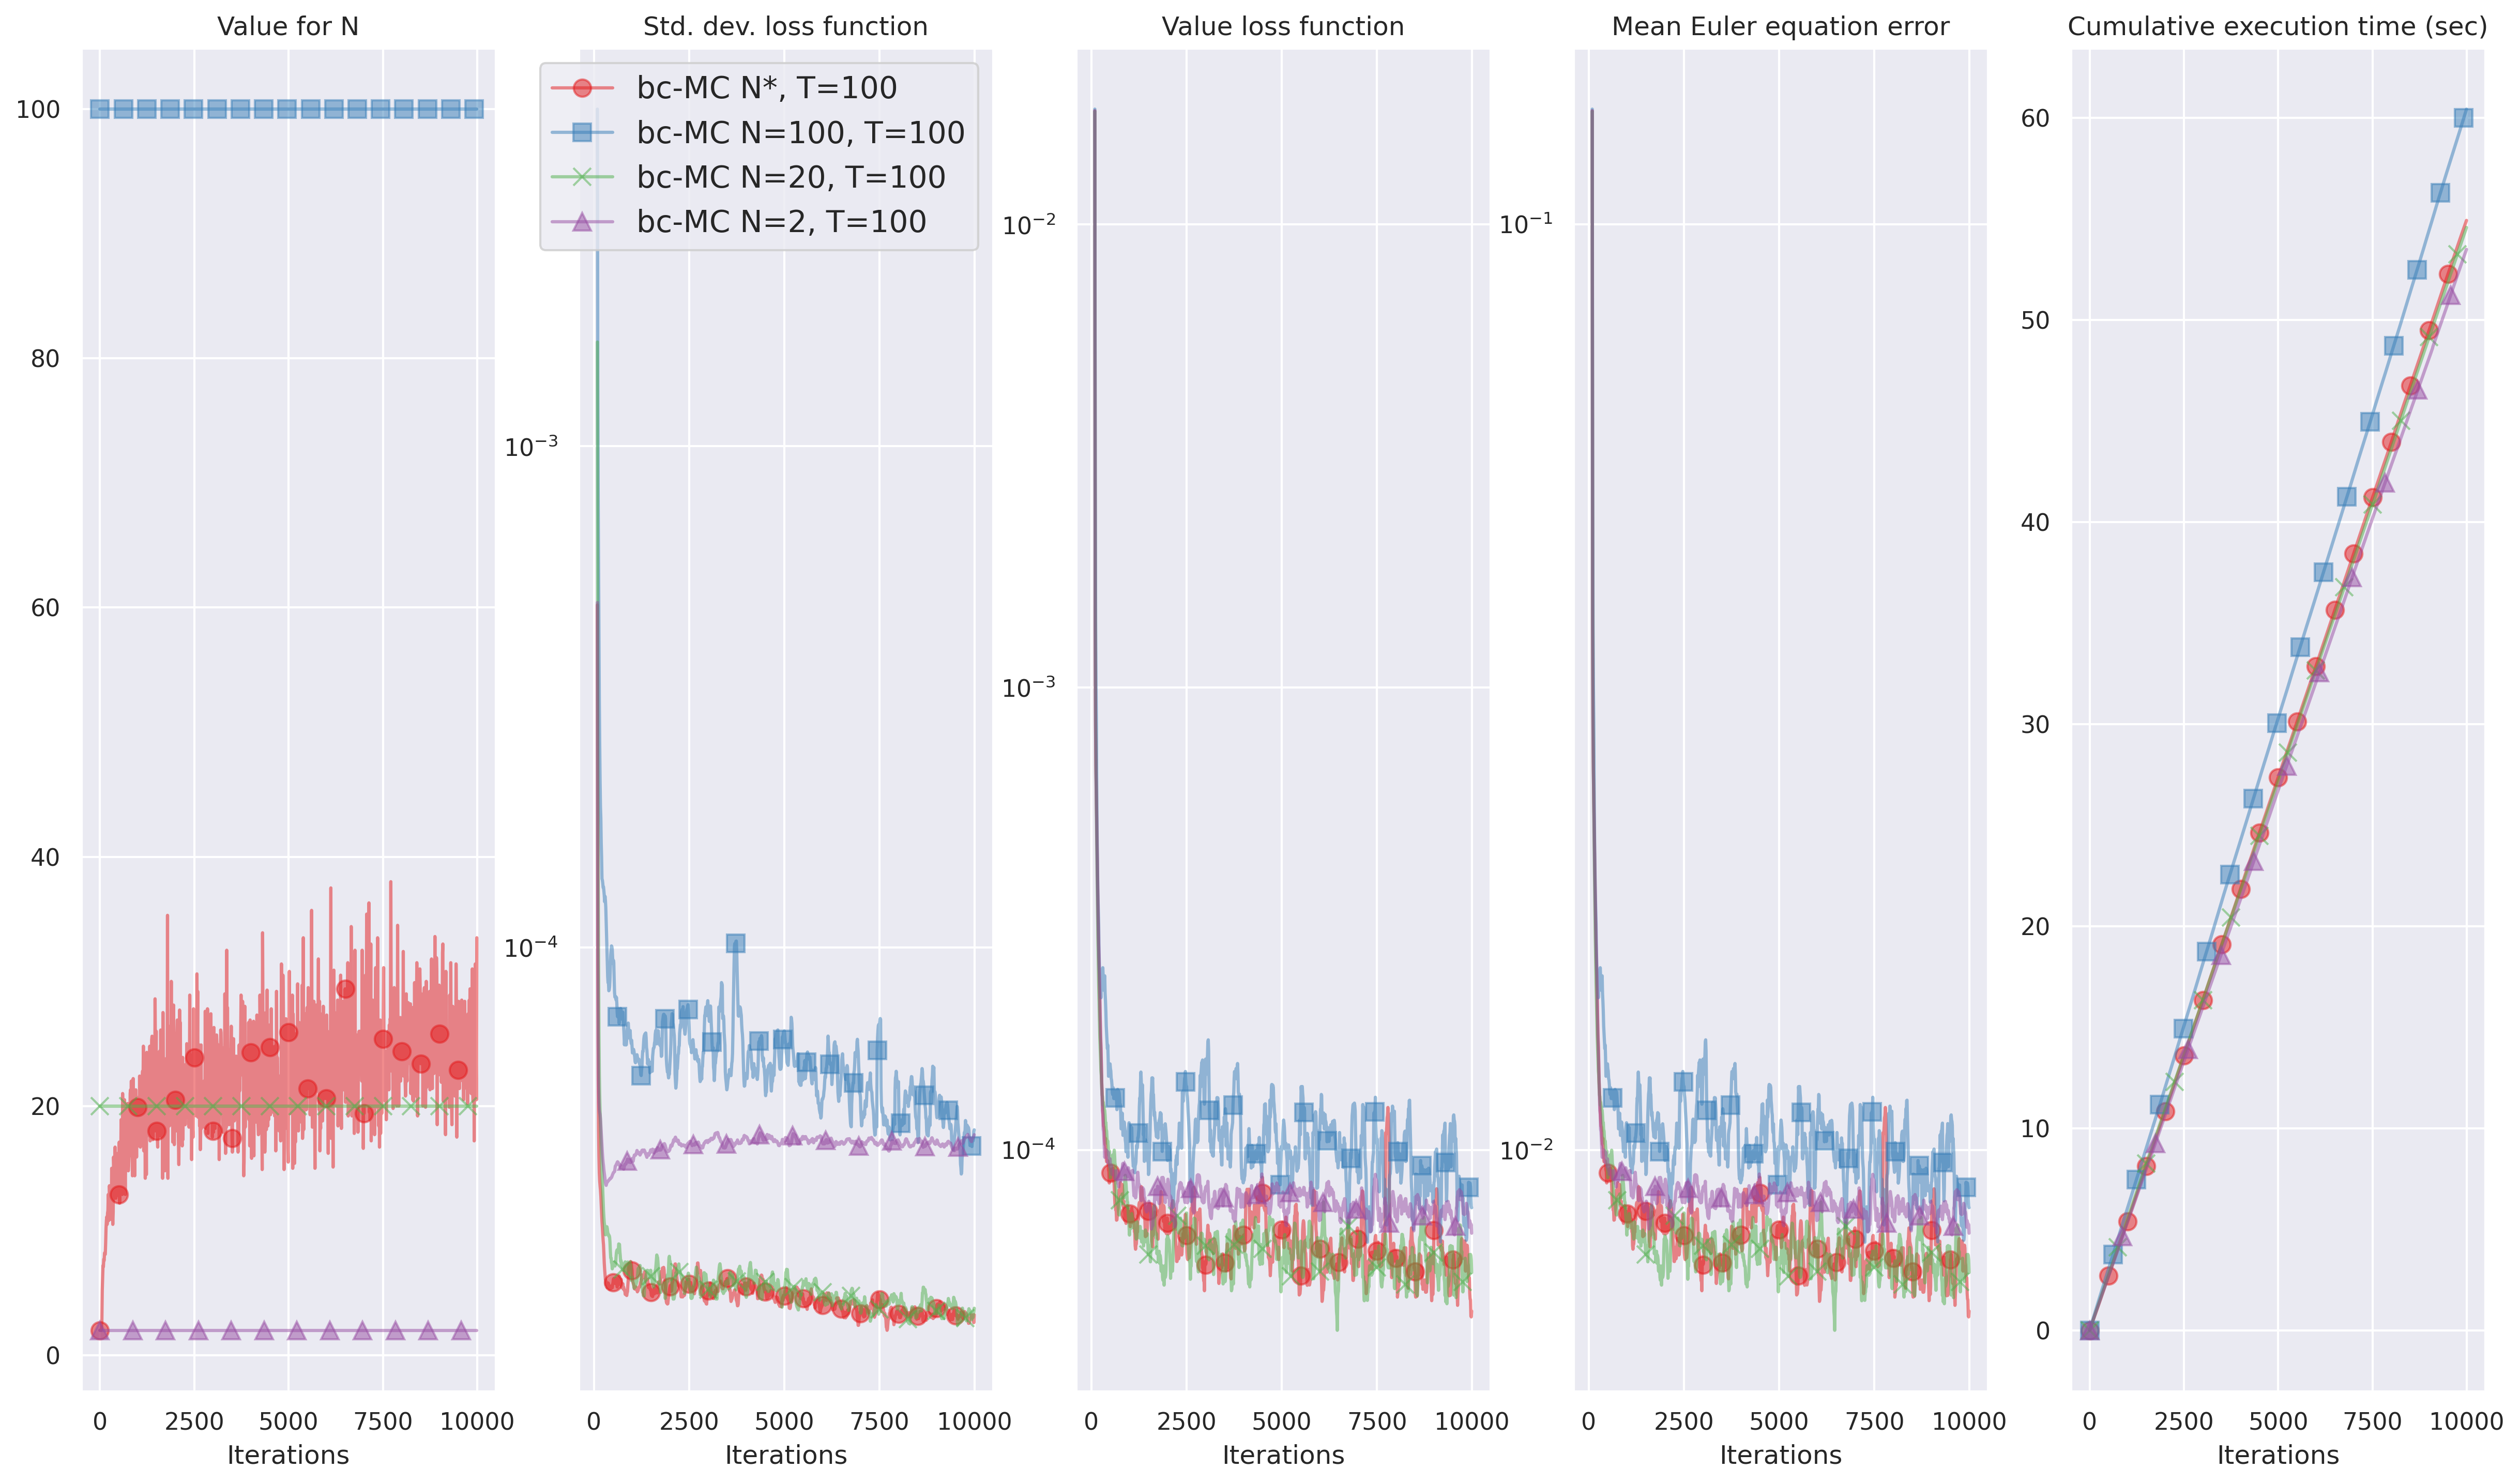 Value for N
Std. dev. loss function
Value loss function
Mean Euler equation error
Cumulative execution time (sec)
bc-MC N*, T=100
bc-MC N=100, T=100
bc-MC N=20, T=100
bc-MC N=2, T=100
100
80
60
40
20
0
0 2500 5000 7500 10000
Iterations
10⁻³
10⁻⁴
0 2500 5000 7500 10000
Iterations
10⁻²
10⁻³
10⁻⁴
0 2500 5000 7500 10000
Iterations
10⁻¹
10⁻²
0 2500 5000 7500 10000
Iterations
60
50
40
30
20
10
0
0 2500 5000 7500 10000
Iterations